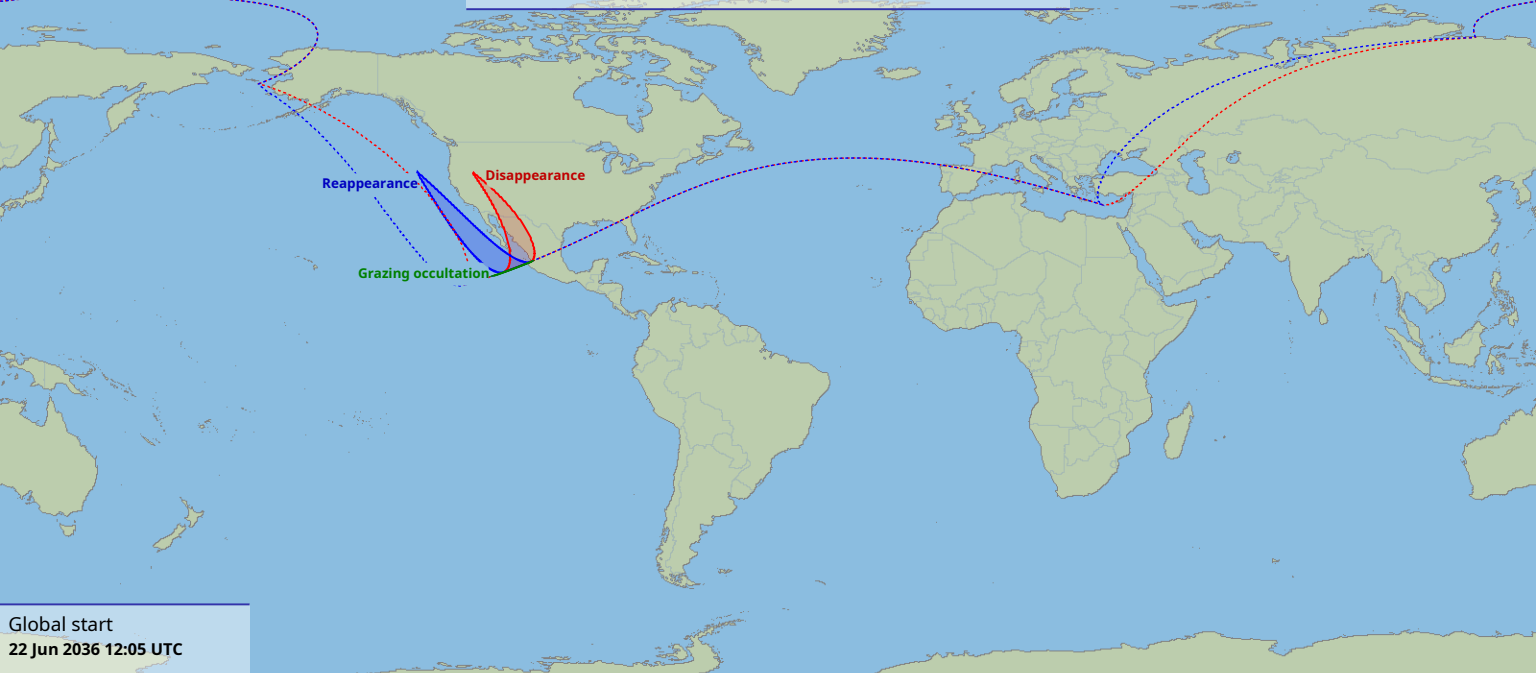 Disappearance
Reappearance
Grazing occultation
Global start
22 Jun 2036 12:05 UTC